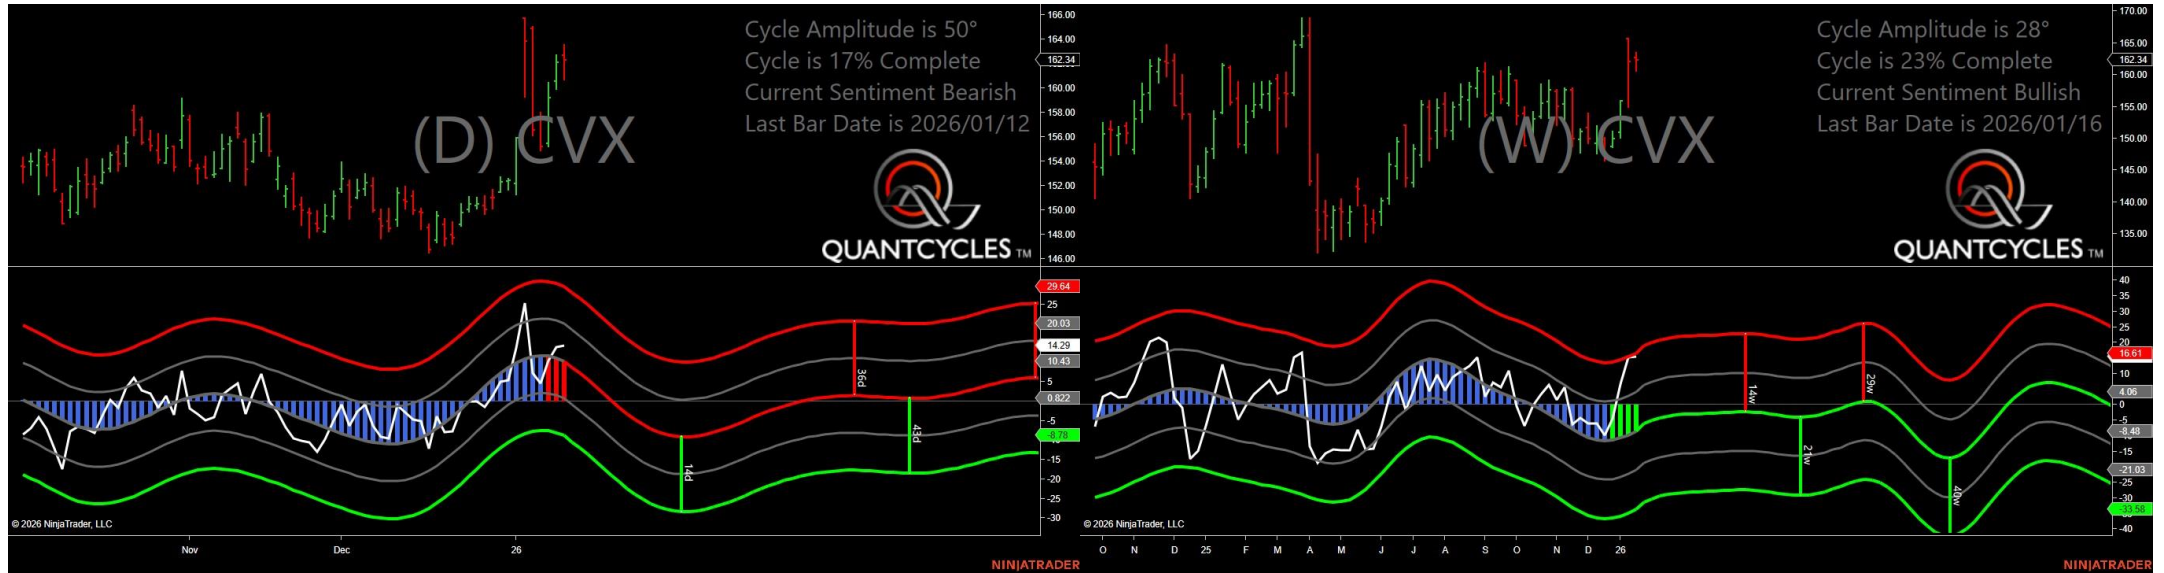 Cycle Amplitude is 50°
Cycle is 17% Complete
Current Sentiment Bearish
Last Bar Date is 2026/01/12
(D) CVX
QUANTCYCLES TM
166.00
164.00
162.34
160.00
158.00
156.00
154.00
152.00
150.00
148.00
146.00
29.64
25
20.03
14.29
10.43
5
0.822
-5
-8.78
-15
-20
-25
-30
14d
36d
43d
© 2026 NinjaTrader, LLC
Nov
Dec
26
NINJATRADER
Cycle Amplitude is 28°
Cycle is 23% Complete
Current Sentiment Bullish
Last Bar Date is 2026/01/16
(W) CVX
QUANTCYCLES TM
170.00
165.00
162.34
160.00
155.00
150.00
145.00
140.00
135.00
40
35
30
25
20
16.61
10
4.06
0
-5
-8.48
-15
-21.03
-25
-30
-33.58
-40
14w
21w
29w
40w
© 2026 NinjaTrader, LLC
O N D 25 F M A M J J A S O N D 26
NINJATRADER